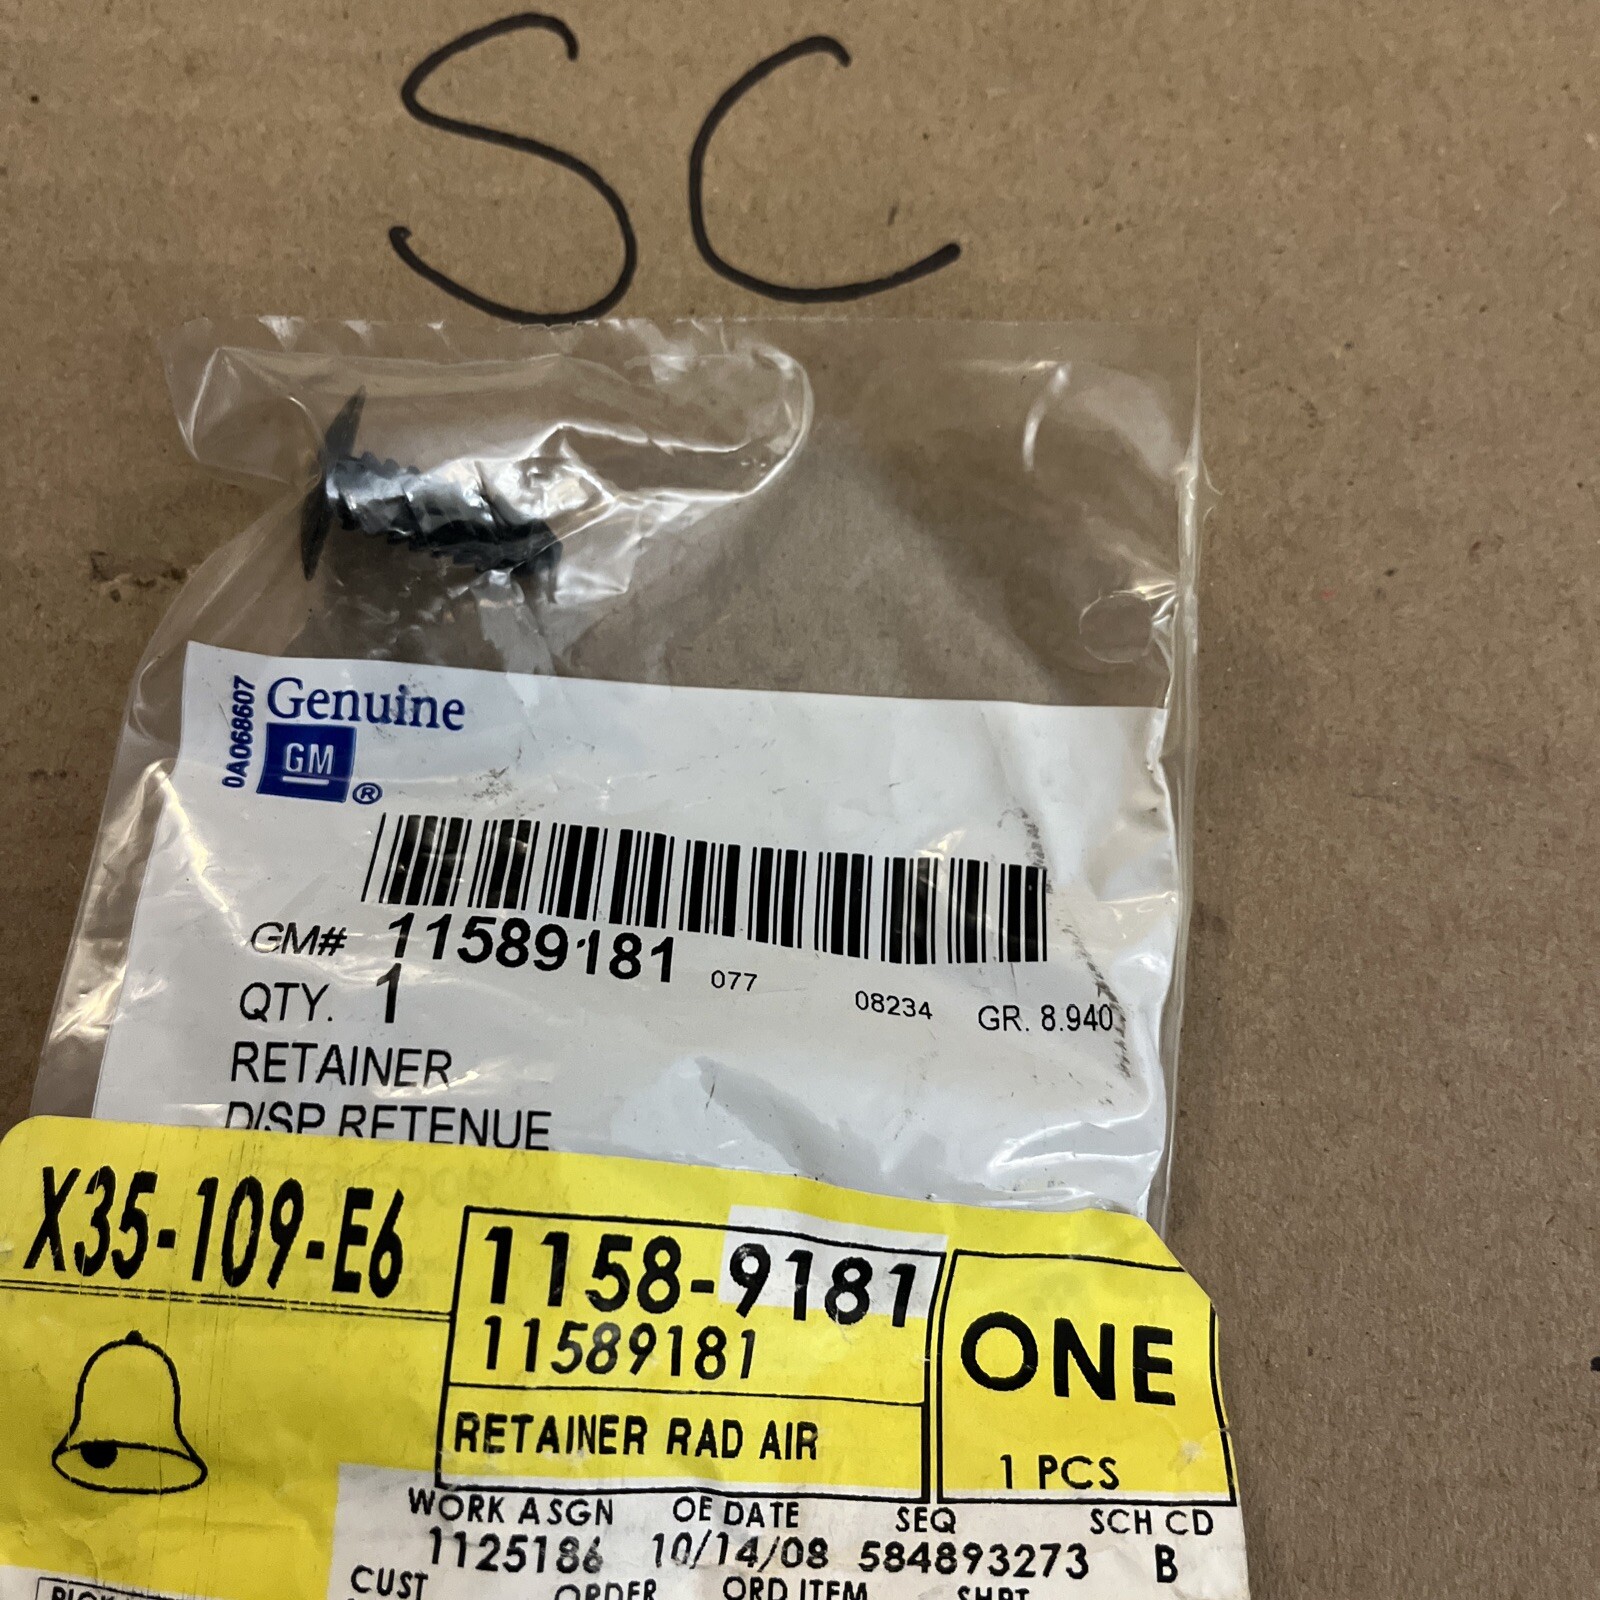 SC
0A068607
Genuine
GM ®
GM# 11589181 077 08234 GR. 8.940
QTY. 1
RETAINER
DISP RETENUE
X35-109-E6
1158-9181
11589181
RETAINER RAD AIR
ONE
1 PCS
WORK ASGN OE DATE SEQ SCH CD
1125186 10/14/08 584893273 B
CUST ORDER ORD ITEM SHPT